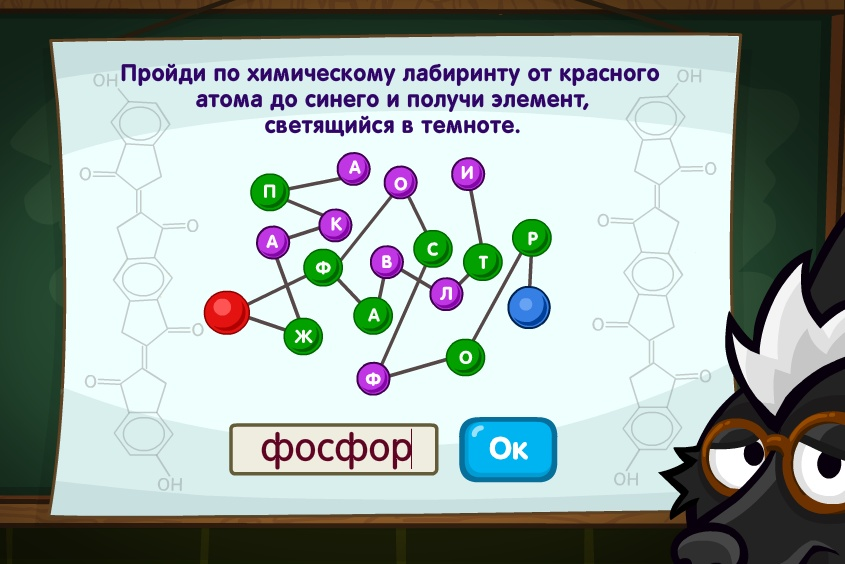 Пройди по химическому лабиринту от красного
атома до синего и получи элемент,
светящийся в темноте.
OH
OH
O
O
O
O
O
O
O
O
OH
OH
А
П
О
И
К
А
С
Р
Ф
В
Т
Л
А
Ж
О
Ф
фосфор
Ок